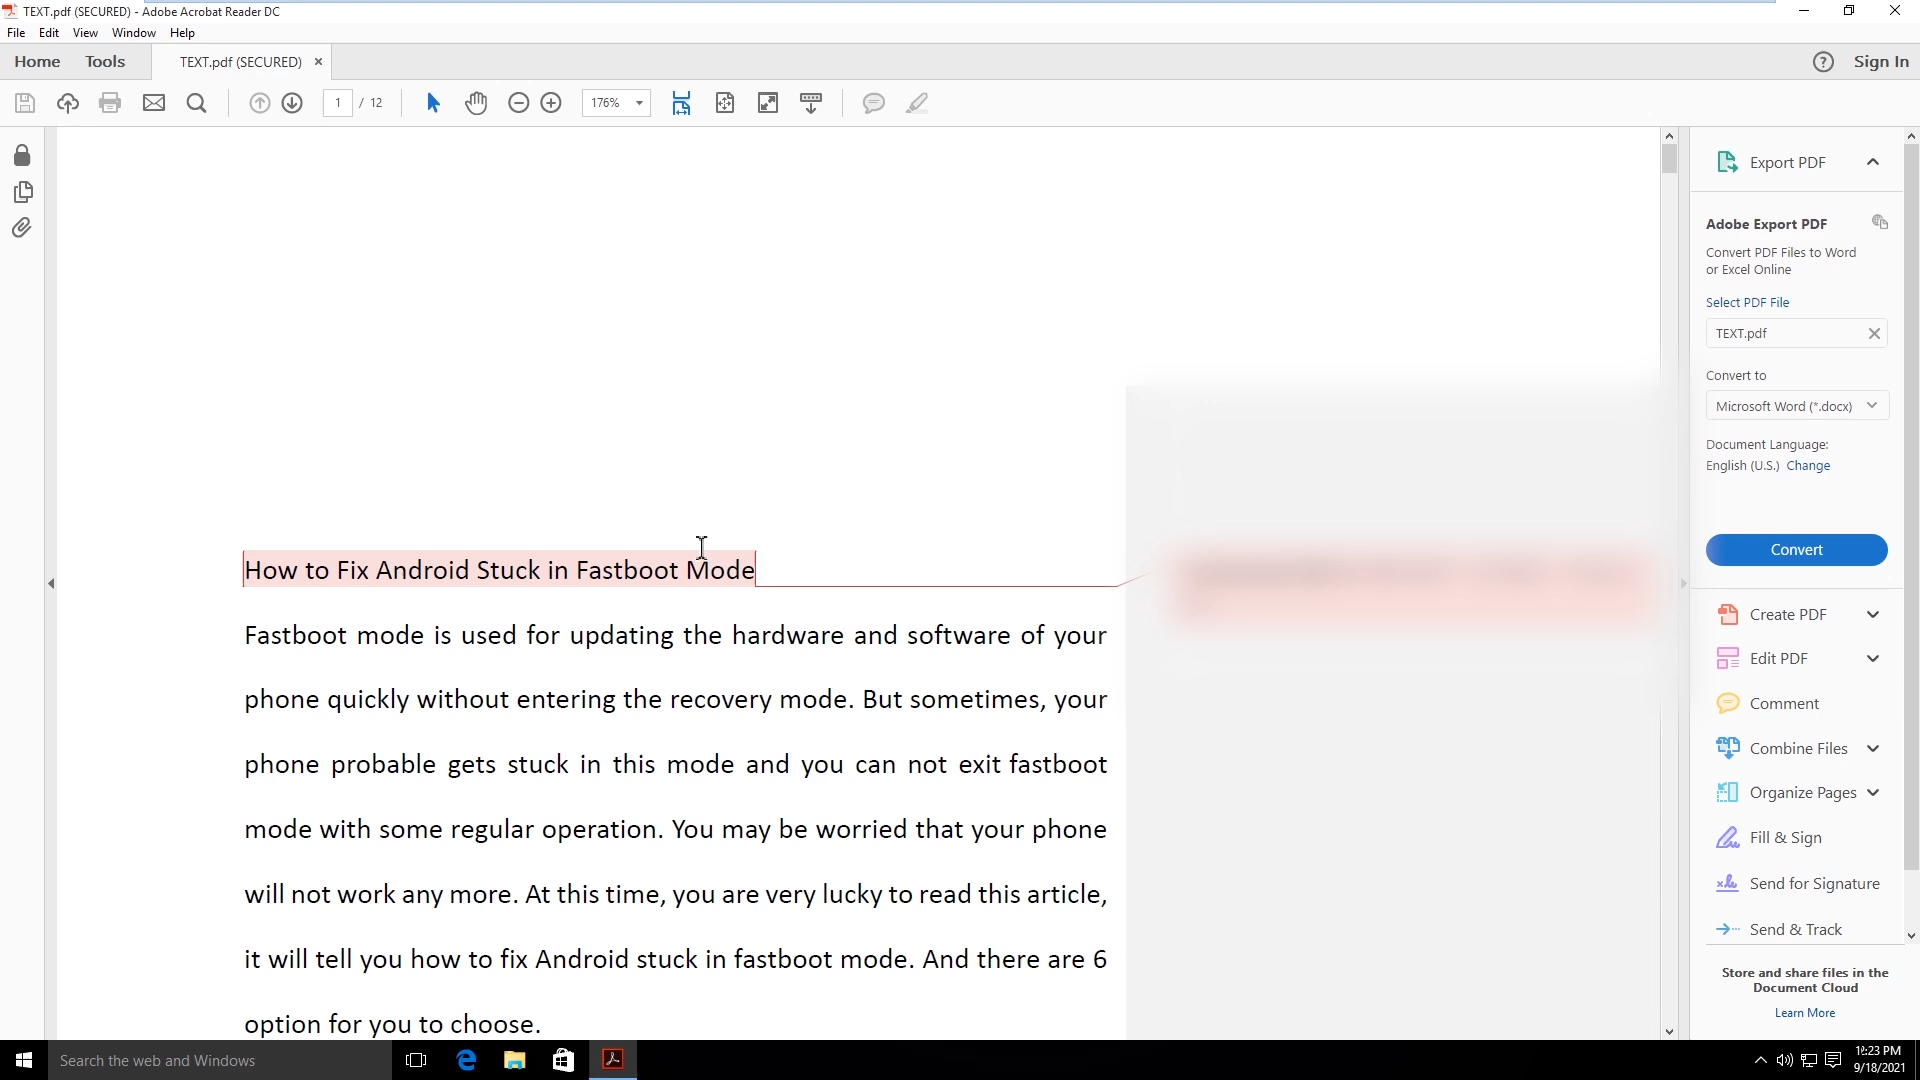 TEXT.pdf (SECURED) - Adobe Acrobat Reader DC
File Edit View Window Help
Home Tools TEXT.pdf (SECURED) × Sign In
1 / 12 176%
Export PDF
Adobe Export PDF
Convert PDF Files to Word
or Excel Online
Select PDF File
TEXT.pdf
Convert to
Microsoft Word (*.docx)
Document Language:
English (U.S.) Change
Convert
Create PDF
Edit PDF
Comment
Combine Files
Organize Pages
Fill & Sign
Send for Signature
Send & Track
Store and share files in the
Document Cloud
Learn More
How to Fix Android Stuck in Fastboot Mode
Fastboot mode is used for updating the hardware and software of your
phone quickly without entering the recovery mode. But sometimes, your
phone probable gets stuck in this mode and you can not exit fastboot
mode with some regular operation. You may be worried that your phone
will not work any more. At this time, you are very lucky to read this article,
it will tell you how to fix Android stuck in fastboot mode. And there are 6
option for you to choose.
Search the web and Windows
9/18/2021